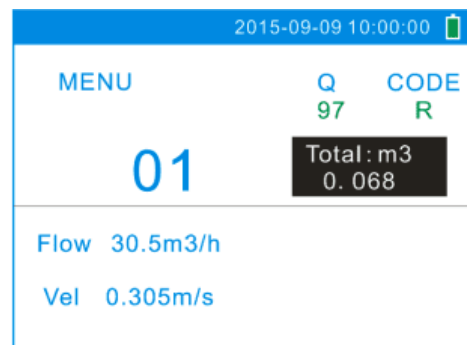 2015-09-09 10:00:00
MENU Q CODE
97 R
01 Total: m3
0.068
Flow 30.5m3/h
Vel 0.305m/s